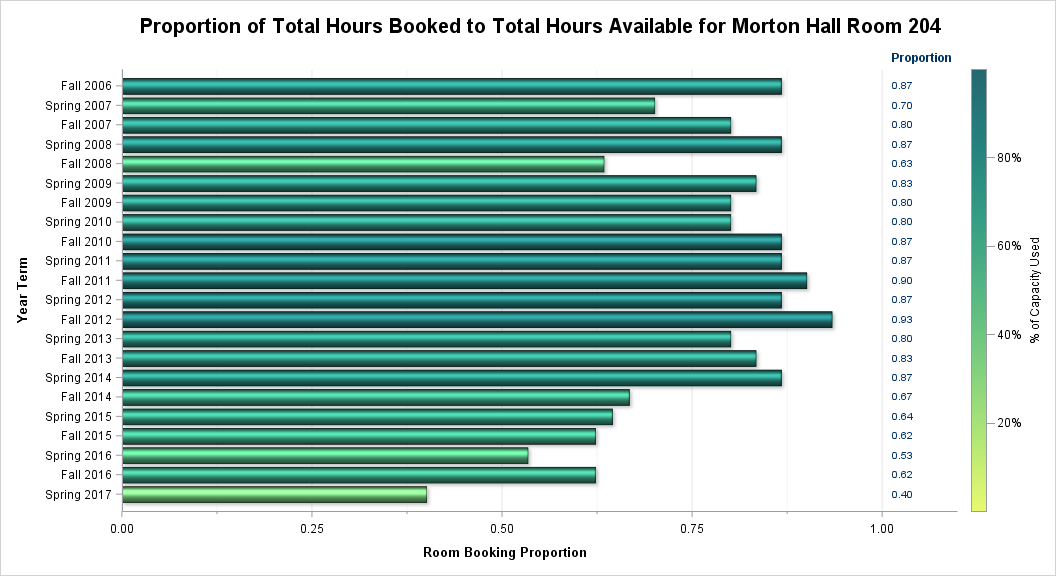 Proportion of Total Hours Booked to Total Hours Available for Morton Hall Room 204
Proportion
Fall 2006 0.87
Spring 2007 0.70
Fall 2007 0.80
Spring 2008 0.87
Fall 2008 0.63
Spring 2009 0.83
Fall 2009 0.80
Spring 2010 0.80
Fall 2010 0.87
Spring 2011 0.87
Fall 2011 0.90
Spring 2012 0.87
Fall 2012 0.93
Spring 2013 0.80
Fall 2013 0.83
Spring 2014 0.87
Fall 2014 0.67
Spring 2015 0.64
Fall 2015 0.62
Spring 2016 0.53
Fall 2016 0.62
Spring 2017 0.40
Year Term
0.00 0.25 0.50 0.75 1.00
Room Booking Proportion
80%
60%
40%
20%
% of Capacity Used